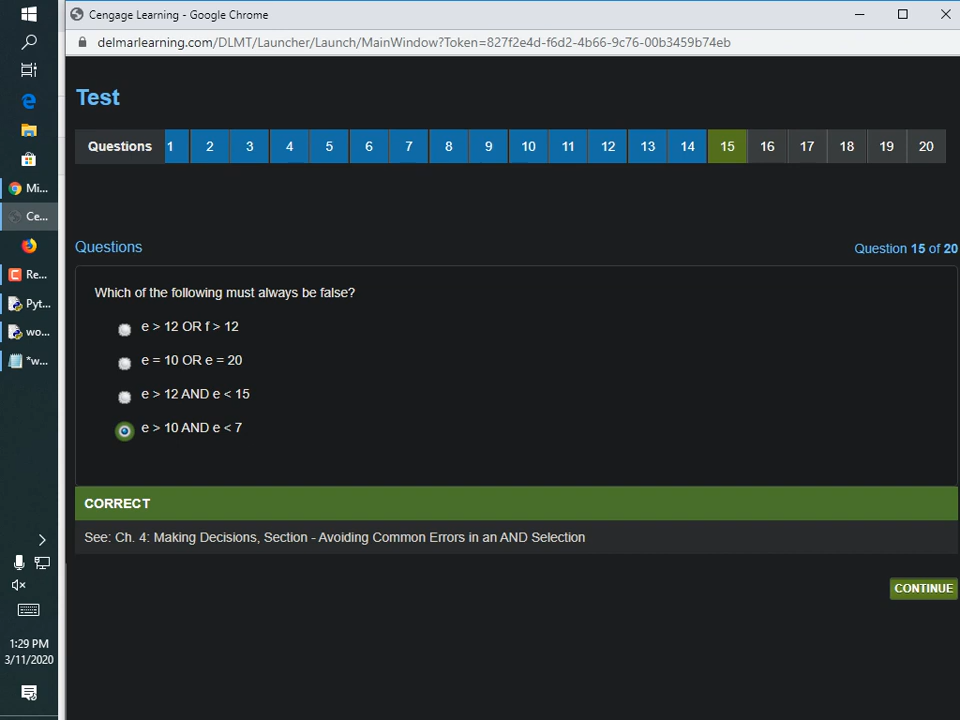 Cengage Learning - Google Chrome
delmarlearning.com/DLMT/Launcher/Launch/MainWindow?Token=827f2e4d-f6d2-4b66-9c76-00b3459b74eb
Test
Questions 1 2 3 4 5 6 7 8 9 10 11 12 13 14 15 16 17 18 19 20
Questions
Question 15 of 20
Which of the following must always be false?
e > 12 OR f > 12
e = 10 OR e = 20
e > 12 AND e < 15
e > 10 AND e < 7
CORRECT
See: Ch. 4: Making Decisions, Section - Avoiding Common Errors in an AND Selection
CONTINUE
Mi...
Ce...
Re...
Pyt...
wo...
*w...
1:29 PM
3/11/2020